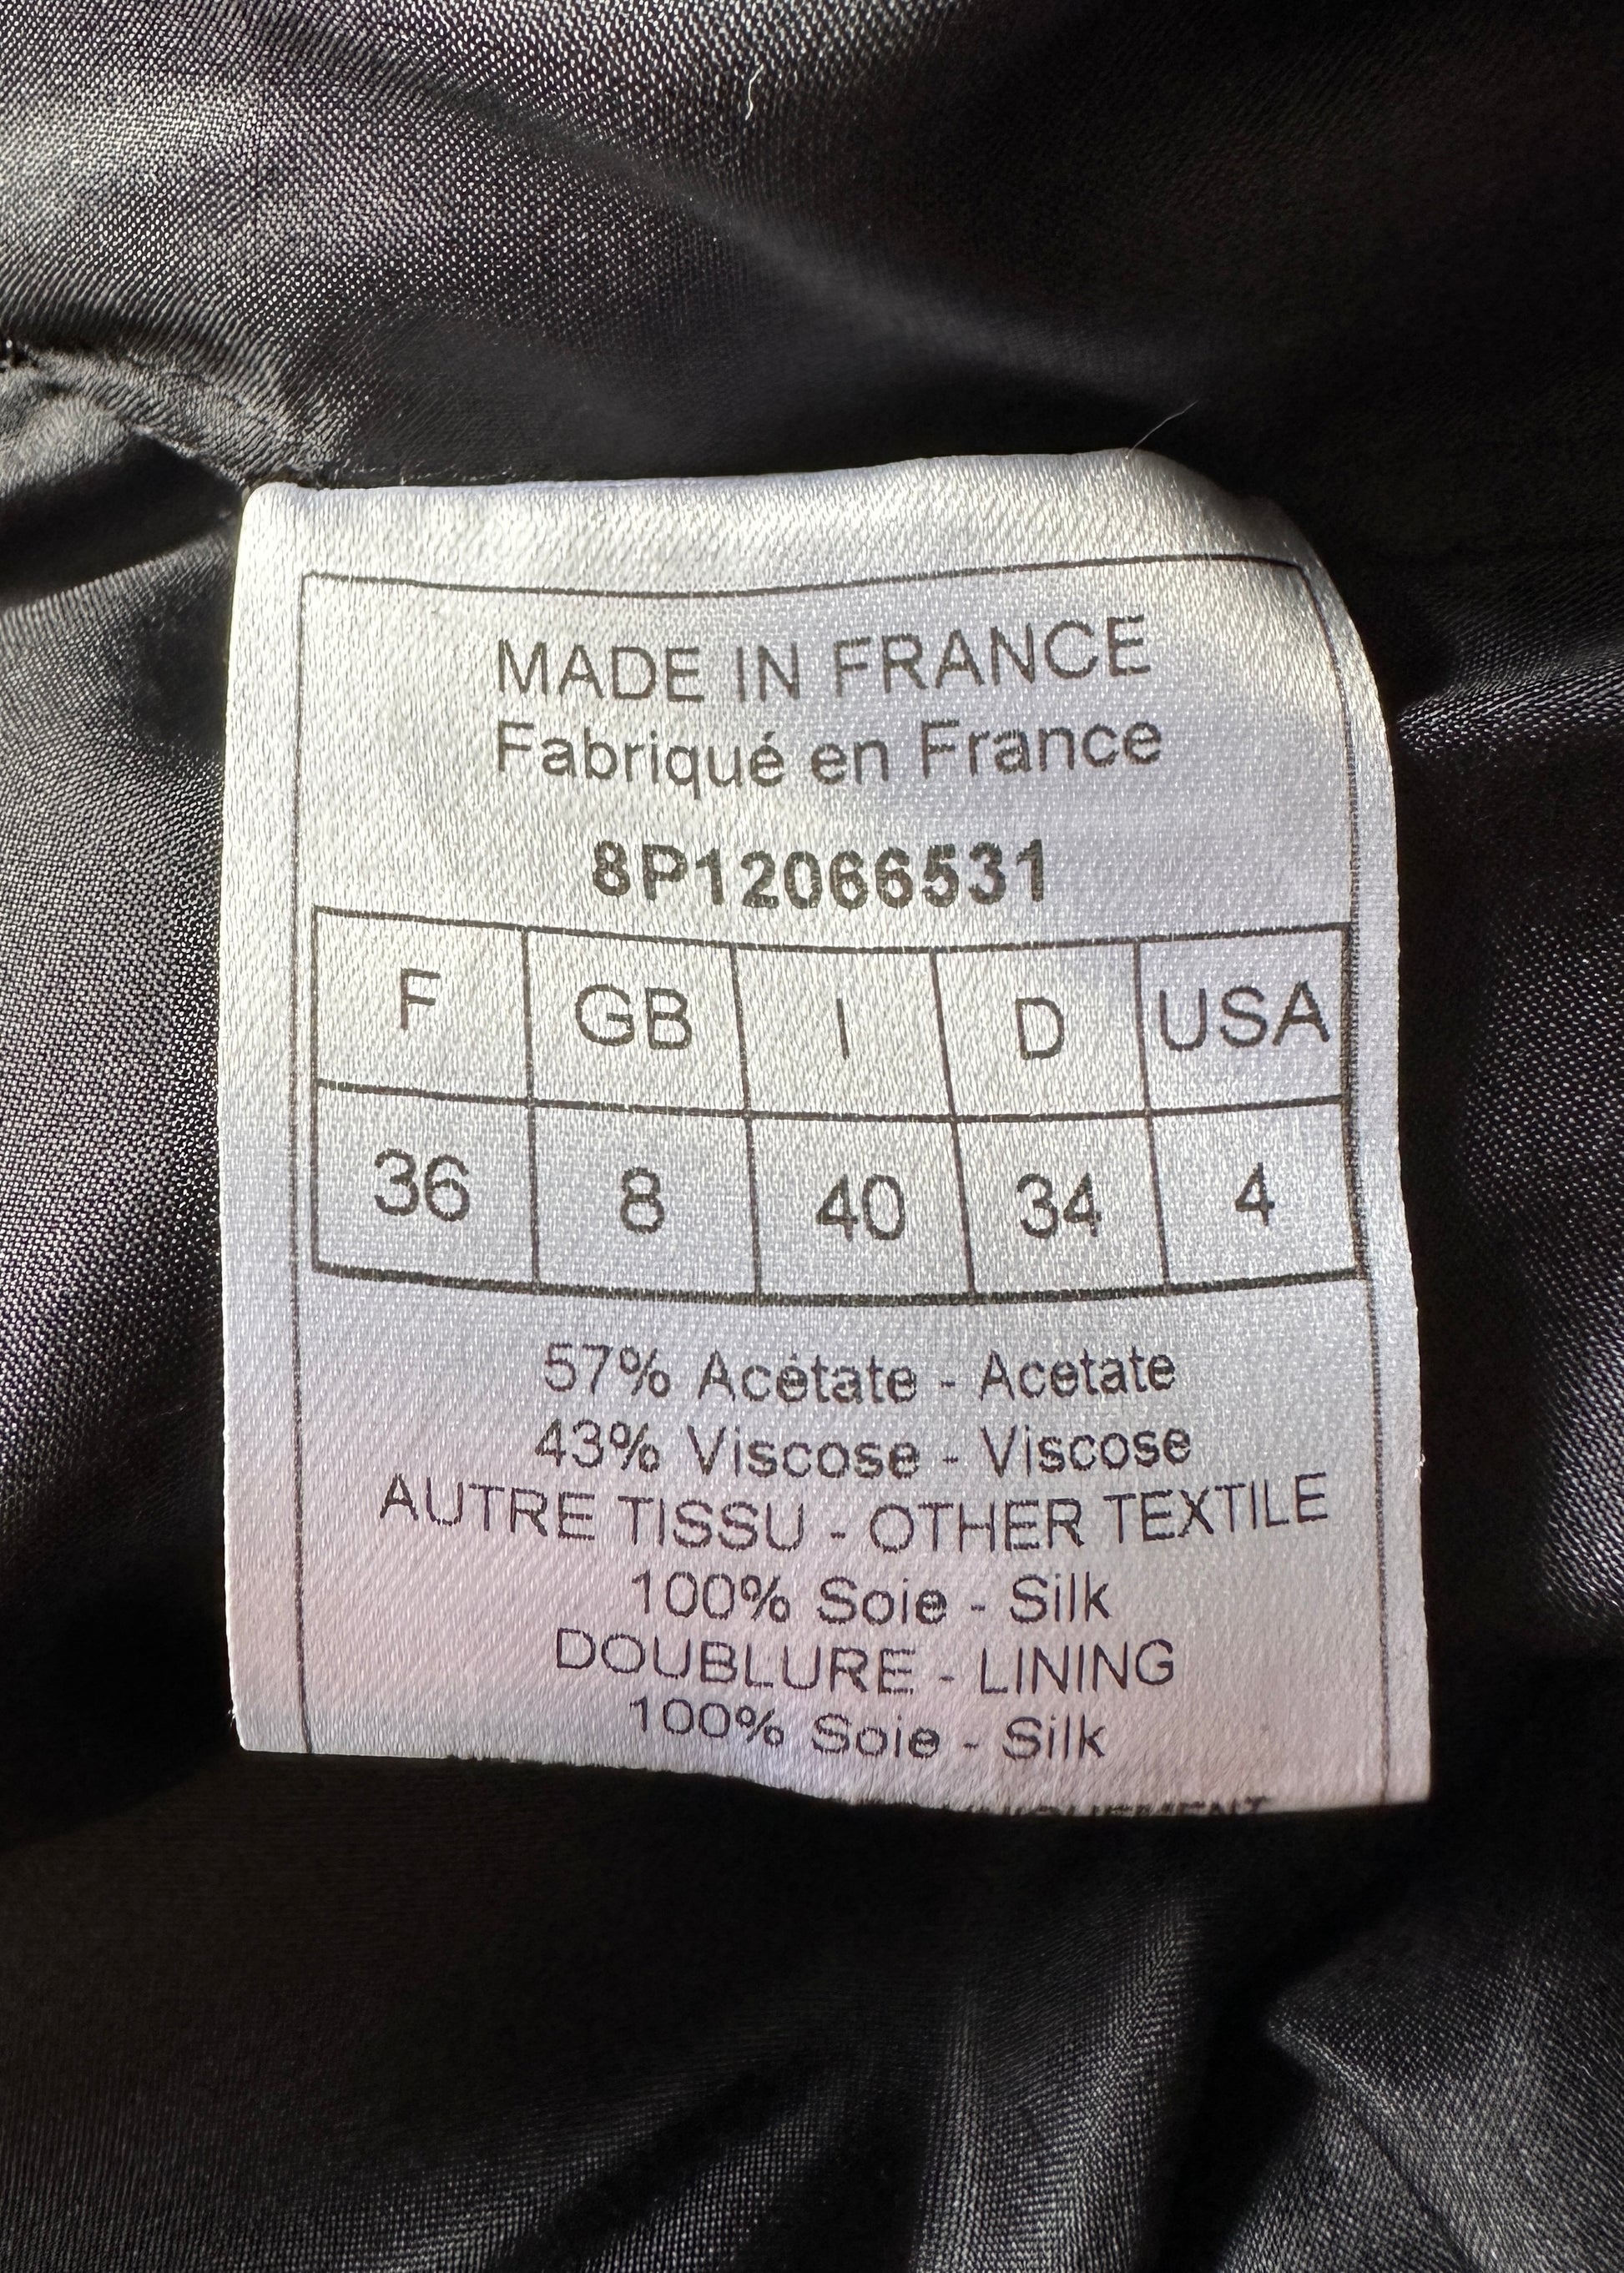 MADE IN FRANCE
Fabriqué en France
8P12066531
F GB I D USA
36 8 40 34 4
57% Acétate - Acetate
43% Viscose - Viscose
AUTRE TISSU - OTHER TEXTILE
100% Soie - Silk
DOUBLURE - LINING
100% Soie - Silk